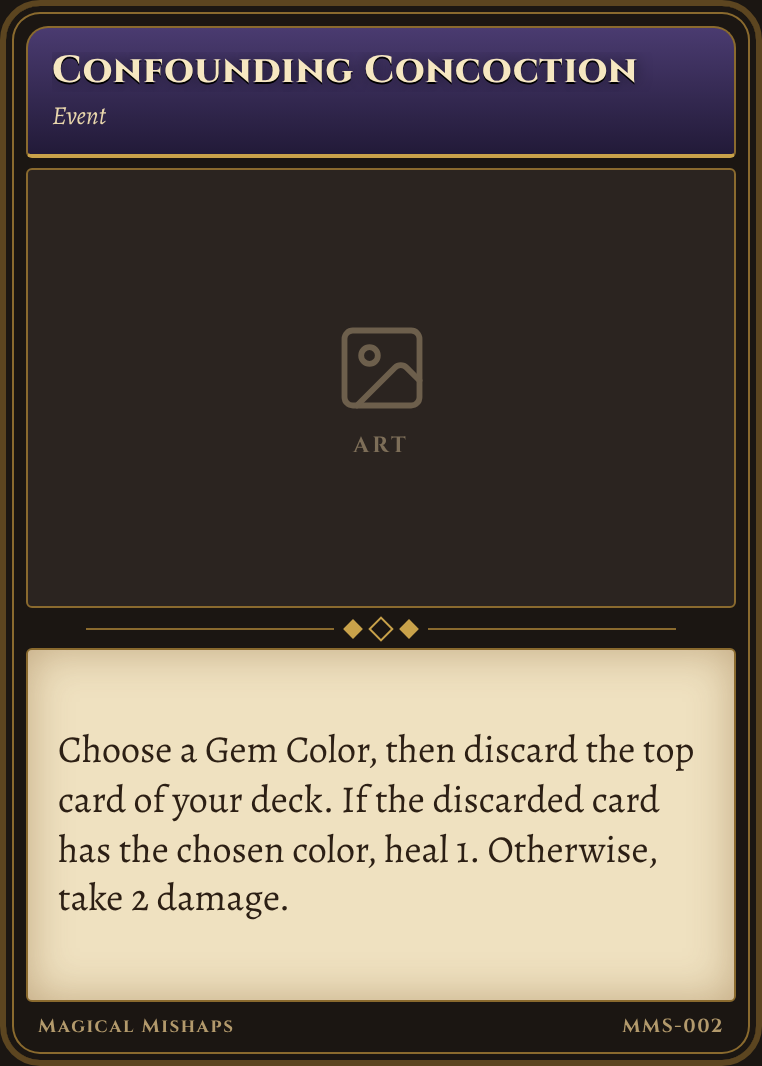 Confounding Concoction
Event
ART
Choose a Gem Color, then discard the top
card of your deck. If the discarded card
has the chosen color, heal 1. Otherwise,
take 2 damage.
Magical Mishaps
MMS-002